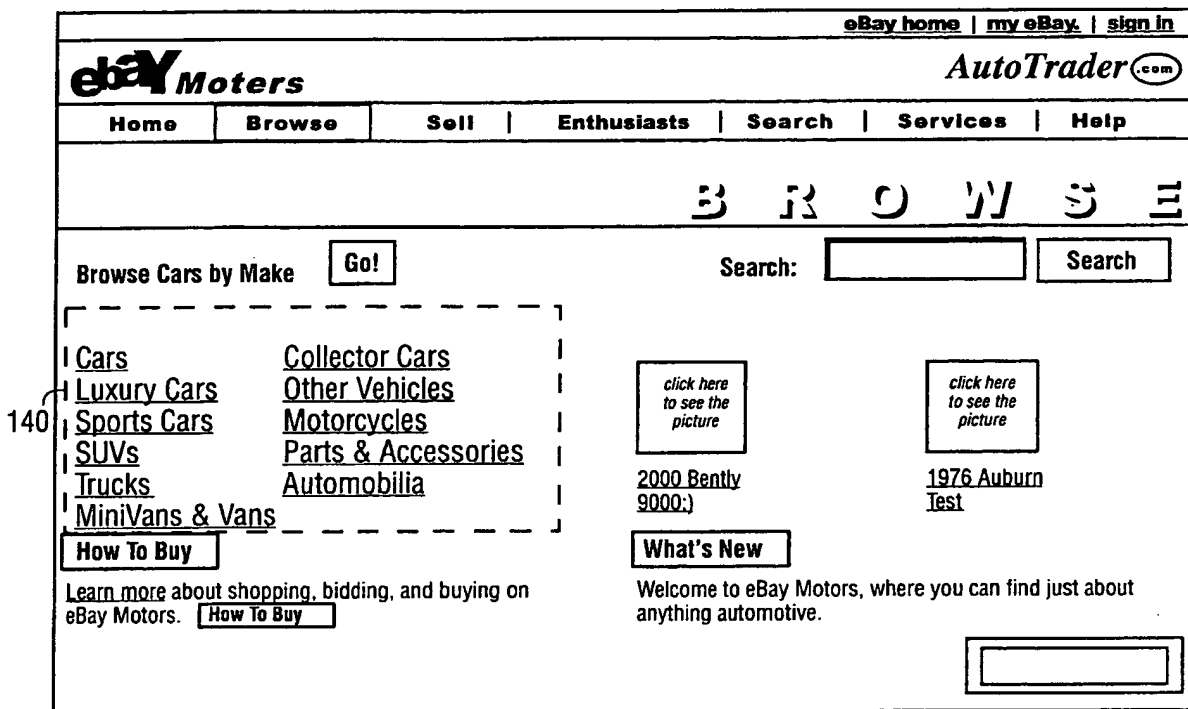 eBay home | my eBay. | sign in
ebaY Moters
AutoTrader .com
Home Browse Sell | Enthusiasts | Search | Services | Help
BROWSE
Browse Cars by Make Go! Search: Search
Cars Collector Cars
Luxury Cars Other Vehicles
140 Sports Cars Motorcycles
SUVs Parts & Accessories
Trucks Automobilia
MiniVans & Vans
click here
to see the
picture
2000 Bently
9000:)
click here
to see the
picture
1976 Auburn
Test
How To Buy
Learn more about shopping, bidding, and buying on
eBay Motors. How To Buy
What's New
Welcome to eBay Motors, where you can find just about
anything automotive.